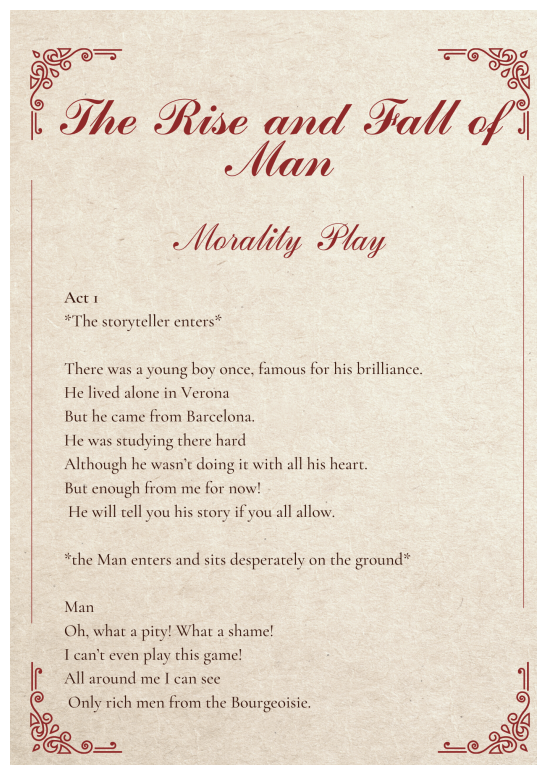 The Rise and Fall of
Man
Morality Play
Act 1
*The storyteller enters*
There was a young boy once, famous for his brilliance.
He lived alone in Verona
But he came from Barcelona.
He was studying there hard
Although he wasn't doing it with all his heart.
But enough from me for now!
He will tell you his story if you all allow.
*the Man enters and sits desperately on the ground*
Man
Oh, what a pity! What a shame!
I can't even play this game!
All around me I can see
Only rich men from the Bourgeoisie.